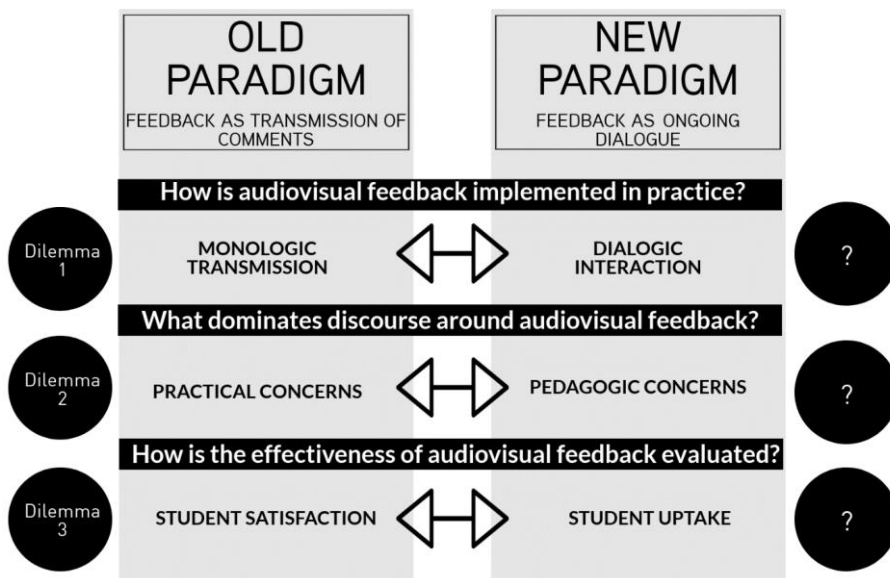 OLD
PARADIGM
FEEDBACK AS TRANSMISSION OF
COMMENTS
NEW
PARADIGM
FEEDBACK AS ONGOING
DIALOGUE
How is audiovisual feedback implemented in practice?
Dilemma
1
MONOLOGIC
TRANSMISSION
DIALOGIC
INTERACTION
?
What dominates discourse around audiovisual feedback?
Dilemma
2
PRACTICAL CONCERNS
PEDAGOGIC CONCERNS
?
How is the effectiveness of audiovisual feedback evaluated?
Dilemma
3
STUDENT SATISFACTION
STUDENT UPTAKE
?